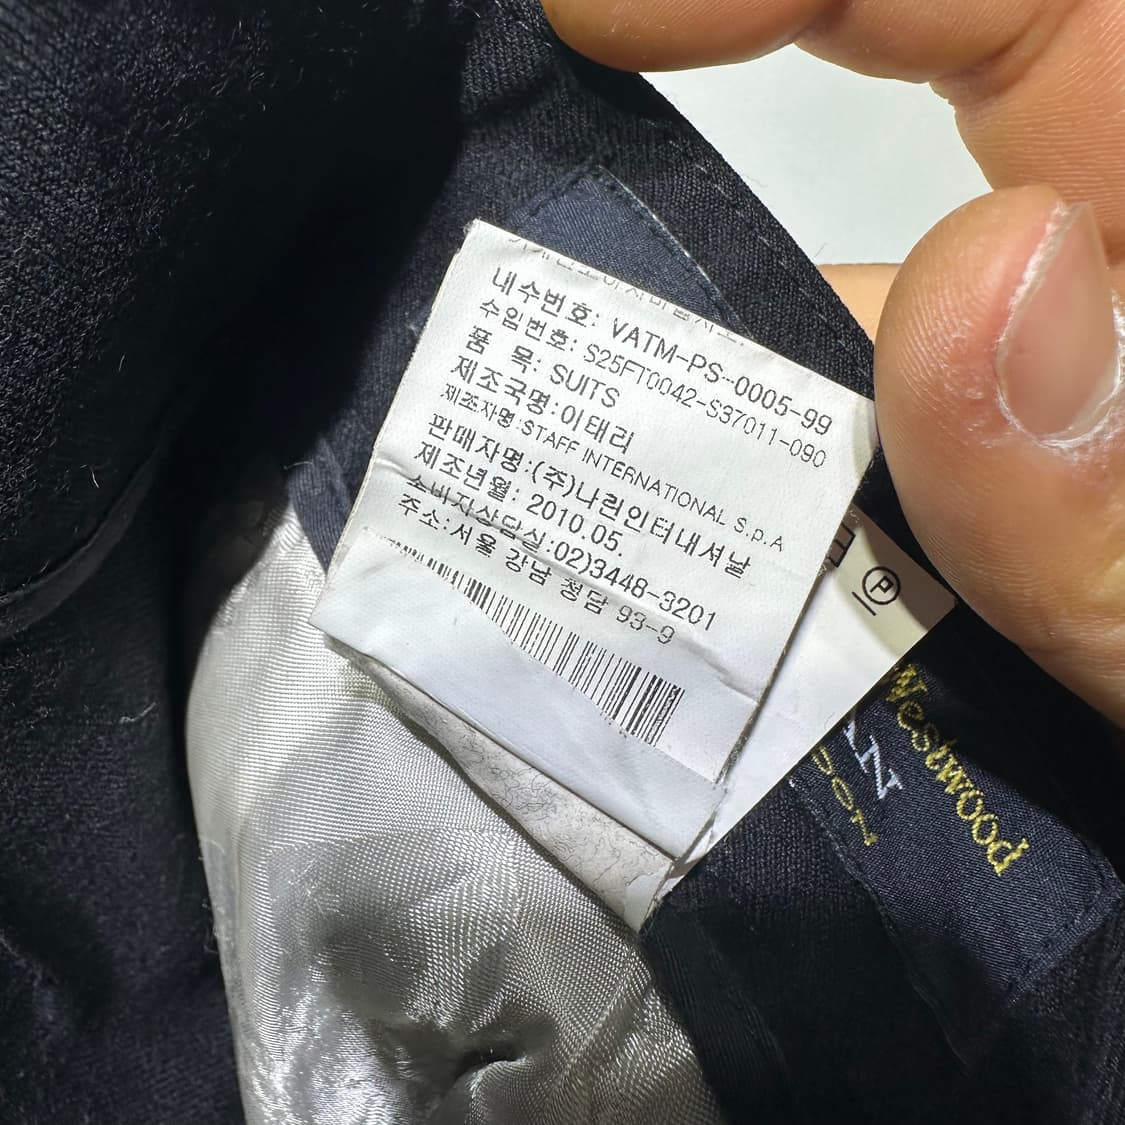 내수번호: VATM-PS-0005-99
수입번호: S25FT0042-S37011-090
품 목: SUITS
제조국명:이태리
제조자명:STAFF INTERNATIONAL S.p.A
판매자명:(주)나린인터내셔날
제조년월: 2010.05.
소비자상담실:02)3448-3201
주소:서울 강남 청담 93-9
P
Westwood